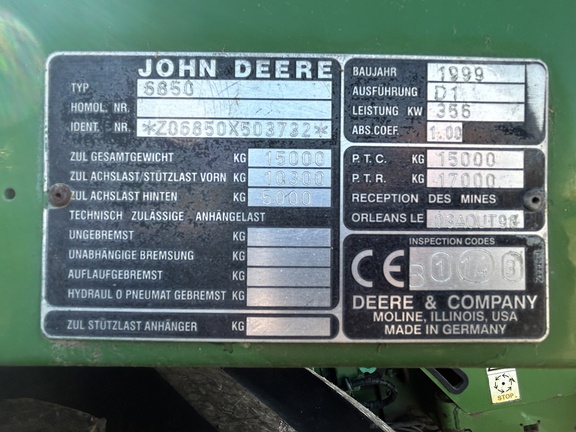 JOHN DEERE
TYP 6850
HOMOL. NR.
IDENT. NR. *Z06850X503732*
ZUL GESAMTGEWICHT KG 15000
ZUL ACHSLAST/STÜTZLAST VORN KG 10300
ZUL ACHSLAST HINTEN KG 5000
TECHNISCH ZULÄSSIGE ANHÄNGELAST
UNGEBREMST KG
UNABHÄNGIGE BREMSUNG KG
AUFLAUFGEBREMST KG
HYDRAUL O PNEUMAT GEBREMST KG
ZUL STÜTZLAST ANHÄNGER KG
BAUJAHR 1999
AUSFÜHRUNG D1
LEISTUNG KW 356
ABS.COEF. 1.00
P. T. C. KG 15000
P. T. R. KG 17000
RECEPTION DES MINES
ORLEANS LE
INSPECTION CODES
CE
DEERE & COMPANY
MOLINE, ILLINOIS, USA
MADE IN GERMANY
STOP